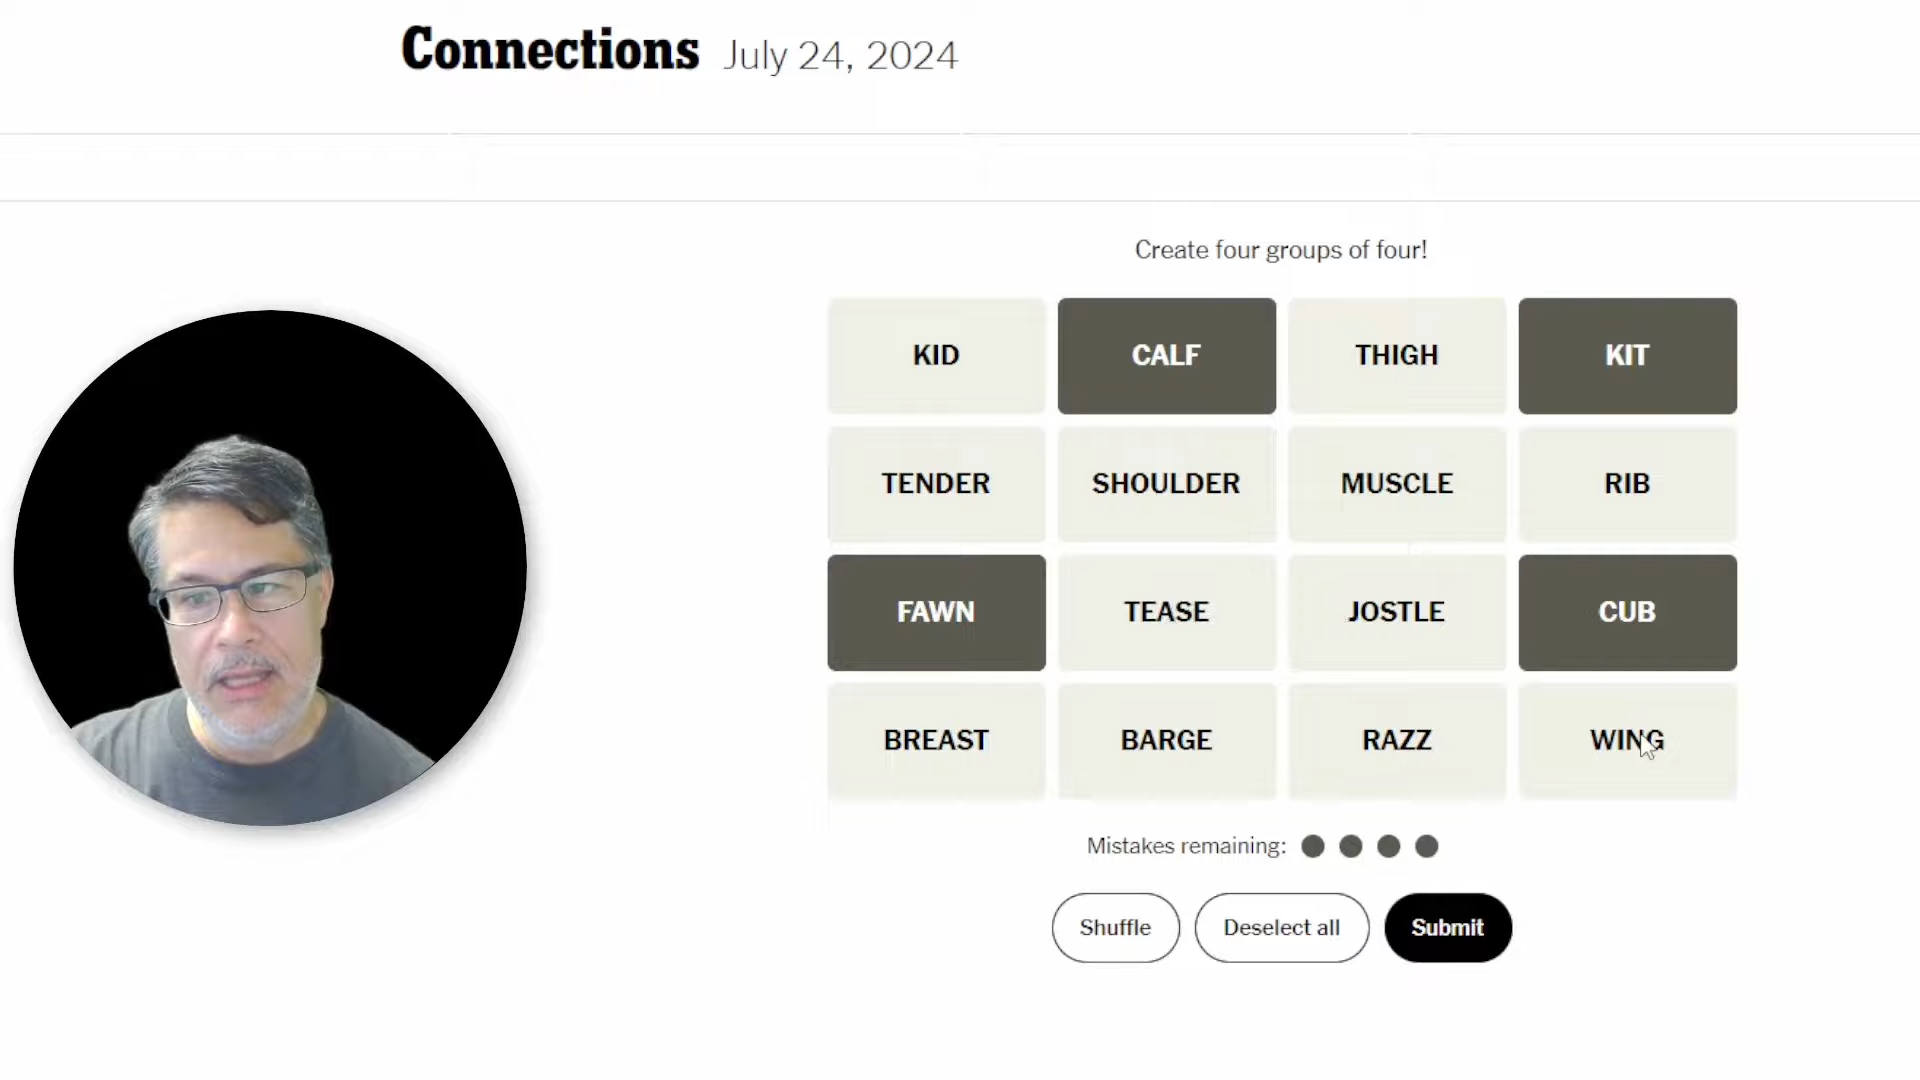 Connections July 24, 2024
Create four groups of four!
KID CALF THIGH KIT
TENDER SHOULDER MUSCLE RIB
FAWN TEASE JOSTLE CUB
BREAST BARGE RAZZ WING
Mistakes remaining:
Shuffle Deselect all Submit